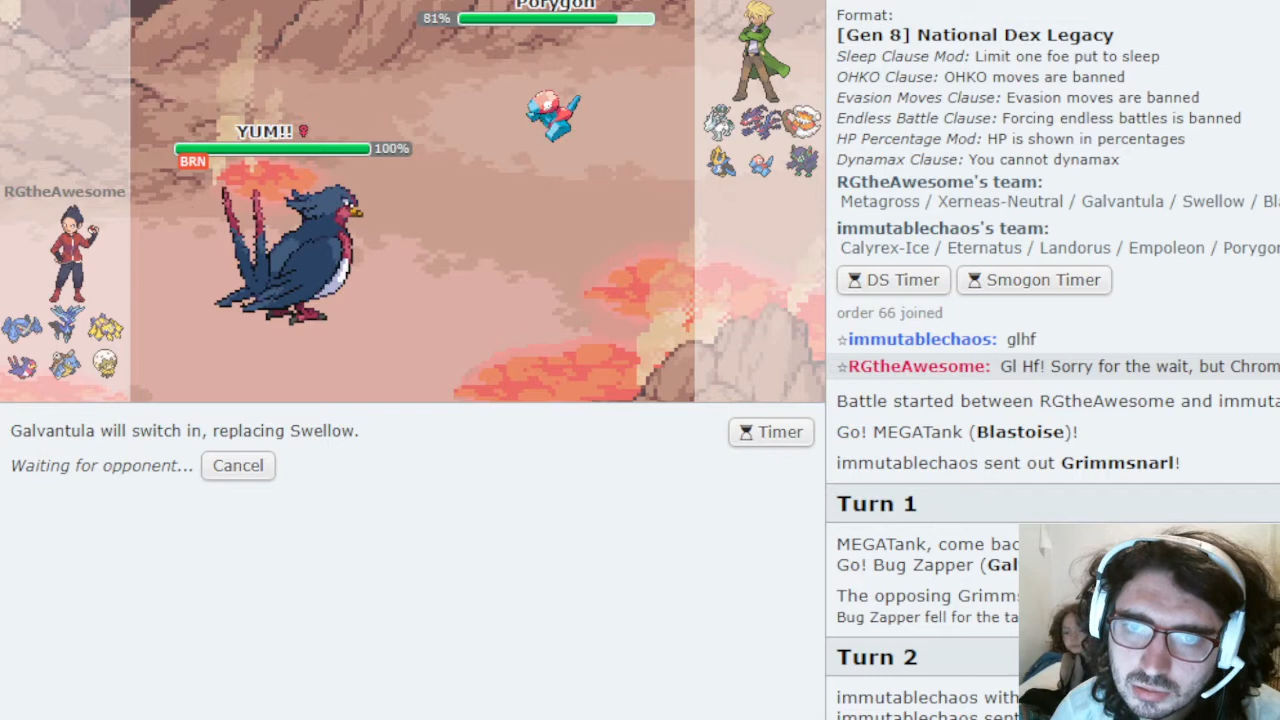 Porygon
81%
YUM!!
100%
BRN
RGtheAwesome
Galvantula will switch in, replacing Swellow.
Timer
Waiting for opponent...
Cancel
Format:
[Gen 8] National Dex Legacy
Sleep Clause Mod: Limit one foe put to sleep
OHKO Clause: OHKO moves are banned
Evasion Moves Clause: Evasion moves are banned
Endless Battle Clause: Forcing endless battles is banned
HP Percentage Mod: HP is shown in percentages
Dynamax Clause: You cannot dynamax
RGtheAwesome's team:
Metagross / Xerneas-Neutral / Galvantula / Swellow / Bla
immutablechaos's team:
Calyrex-Ice / Eternatus / Landorus / Empoleon / Porygon
DS Timer
Smogon Timer
order 66 joined
☆immutablechaos: glhf
☆RGtheAwesome: Gl Hf! Sorry for the wait, but Chrom
Battle started between RGtheAwesome and immuta
Go! MEGATank (Blastoise)!
immutablechaos sent out Grimmsnarl!
Turn 1
MEGATank, come bac
Go! Bug Zapper (Gal
The opposing Grimms
Bug Zapper fell for the ta
Turn 2
immutablechaos with
immutablechaos sent